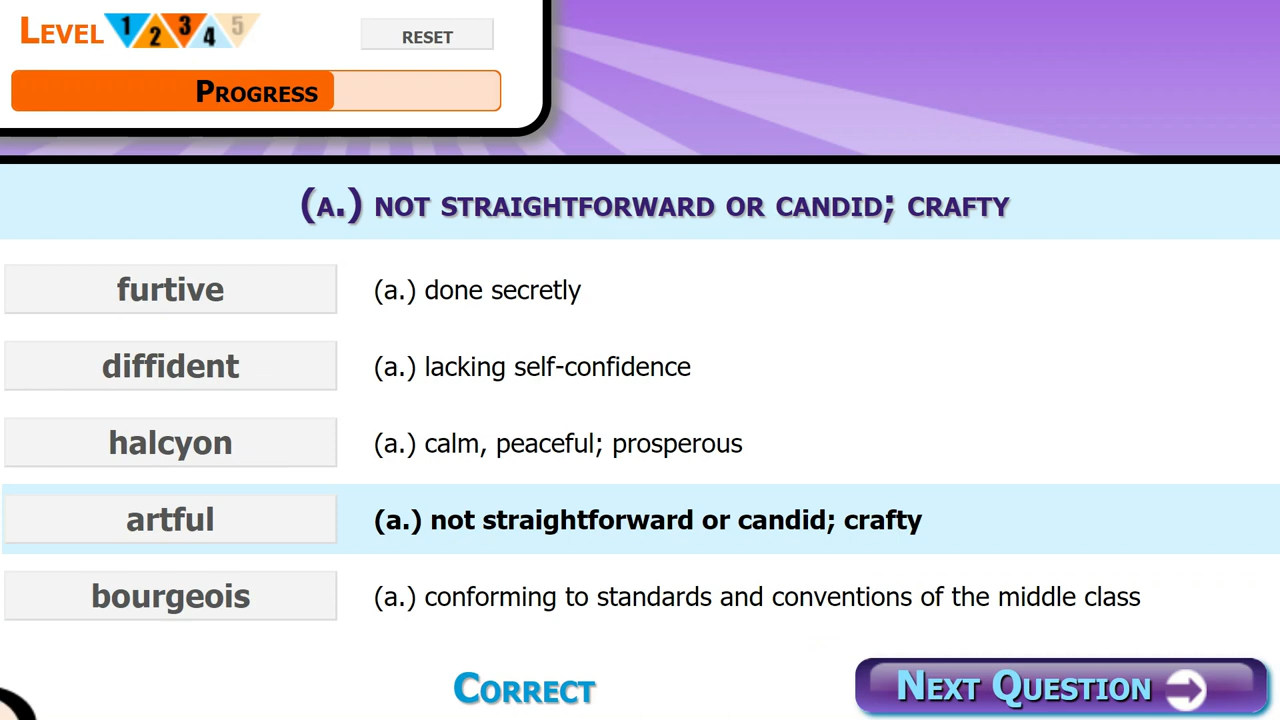 LEVEL 1 2 3 4 5
RESET
PROGRESS
(A.) NOT STRAIGHTFORWARD OR CANDID; CRAFTY
furtive (a.) done secretly
diffident (a.) lacking self-confidence
halcyon (a.) calm, peaceful; prosperous
artful (a.) not straightforward or candid; crafty
bourgeois (a.) conforming to standards and conventions of the middle class
CORRECT
NEXT QUESTION